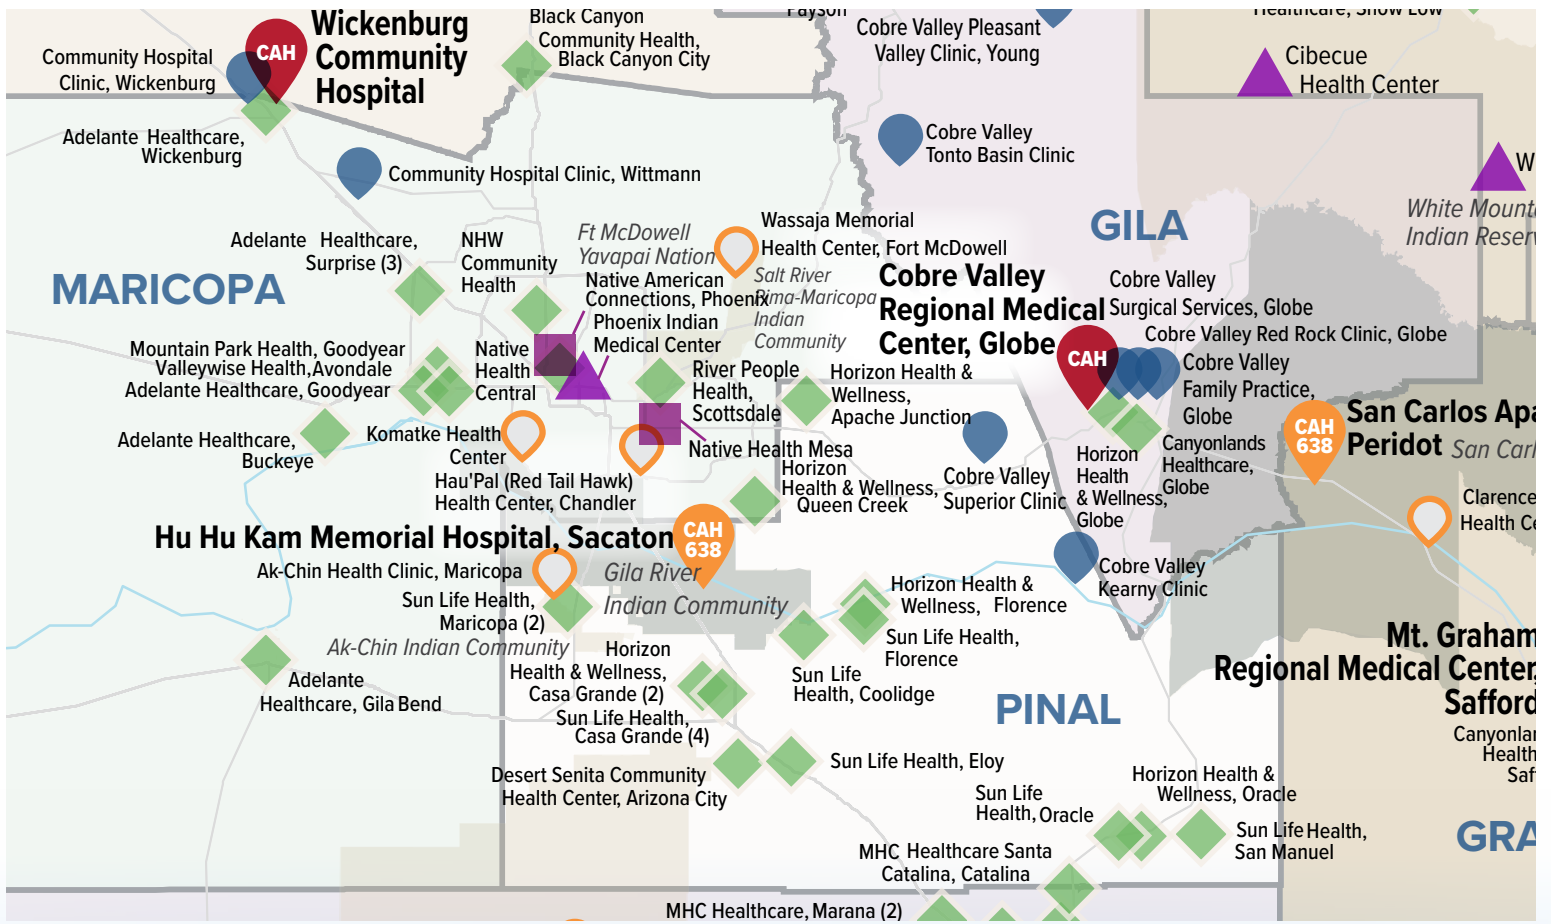 Wickenburg
Community
Hospital
CAH
Community Hospital
Clinic, Wickenburg
Adelante Healthcare,
Wickenburg
Black Canyon
Community Health,
Black Canyon City
Payson
Cobre Valley Pleasant
Valley Clinic, Young
Healthcare, Show Low
Cibecue
Health Center
Cobre Valley
Tonto Basin Clinic
Community Hospital Clinic, Wittmann
W
White Mount
Indian Reser
GILA
MARICOPA
Adelante Healthcare,
Surprise (3)
NHW
Community
Health
Ft McDowell
Yavapai Nation
Wassaja Memorial
Health Center, Fort McDowell
Native American
Connections, Phoenix
Salt River
Pima-Maricopa
Indian
Community
Phoenix Indian
Medical Center
Cobre Valley
Regional Medical
Center, Globe
CAH
Cobre Valley
Surgical Services, Globe
Cobre Valley Red Rock Clinic, Globe
Cobre Valley
Family Practice,
Globe
Mountain Park Health, Goodyear
Valleywise Health, Avondale
Adelante Healthcare, Goodyear
Native
Health
Central
River People
Health,
Scottsdale
Horizon Health &
Wellness,
Apache Junction
Adelante Healthcare,
Buckeye
Komatke Health
Center
Native Health Mesa
Hau'Pal (Red Tail Hawk)
Health Center, Chandler
Horizon
Health & Wellness,
Queen Creek
Cobre Valley
Superior Clinic
Horizon
Health
& Wellness,
Globe
Canyonlands
Healthcare,
Globe
CAH
638
San Carlos Apa
Peridot
San Carl
Clarence
Health Ce
Hu Hu Kam Memorial Hospital, Sacaton
CAH
638
Ak-Chin Health Clinic, Maricopa
Gila River
Indian Community
Sun Life Health,
Maricopa (2)
Ak-Chin Indian Community
Horizon Health &
Wellness, Florence
Sun Life Health,
Florence
Cobre Valley
Kearny Clinic
Adelante
Healthcare, Gila Bend
Horizon
Health & Wellness,
Casa Grande (2)
Sun Life Health,
Casa Grande (4)
Sun Life
Health, Coolidge
PINAL
Mt. Graham
Regional Medical Center,
Safford
Canyonlan
Health
Saf
Desert Senita Community
Health Center, Arizona City
Sun Life Health, Eloy
Sun Life
Health, Oracle
Horizon Health &
Wellness, Oracle
Sun Life Health,
San Manuel
GRA
MHC Healthcare Santa
Catalina, Catalina
MHC Healthcare, Marana (2)